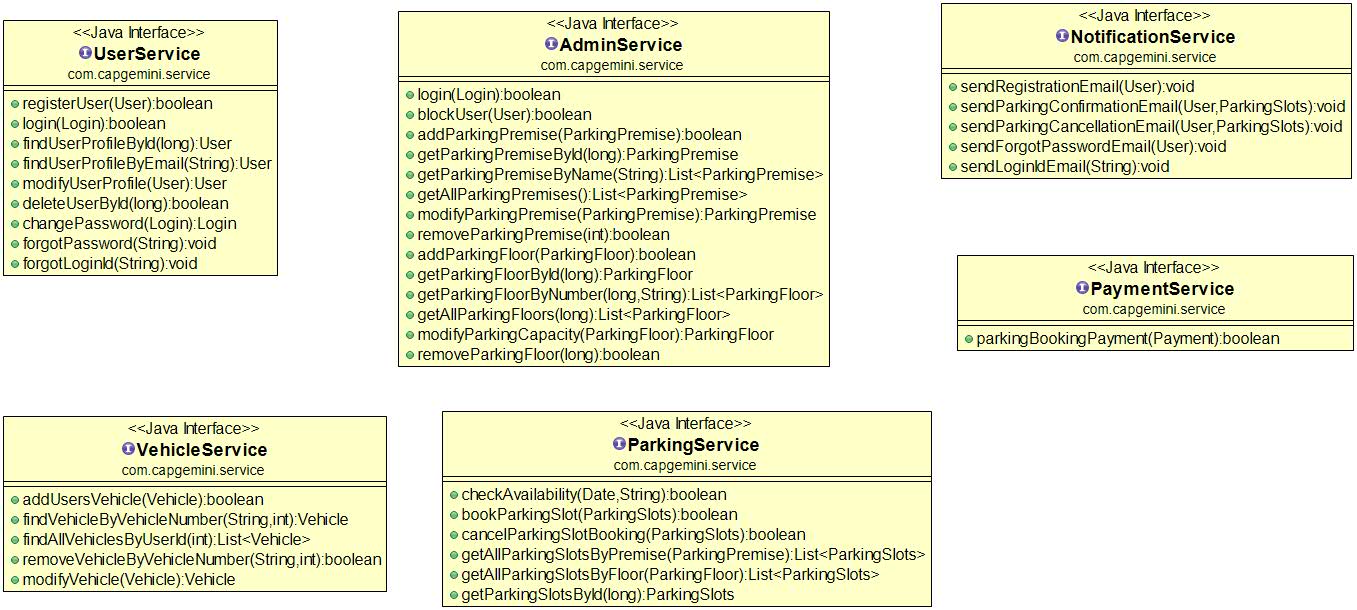 <<Java Interface>>
UserService
com.capgemini.service
registerUser(User):boolean
login(Login):boolean
findUserProfileById(long):User
findUserProfileByEmail(String):User
modifyUserProfile(User):User
deleteUserById(long):boolean
changePassword(Login):Login
forgotPassword(String):void
forgotLoginId(String):void
<<Java Interface>>
AdminService
com.capgemini.service
login(Login):boolean
blockUser(User):boolean
addParkingPremise(ParkingPremise):boolean
getParkingPremiseById(long):ParkingPremise
getParkingPremiseByName(String):List<ParkingPremise>
getAllParkingPremises():List<ParkingPremise>
modifyParkingPremise(ParkingPremise):ParkingPremise
removeParkingPremise(int):boolean
addParkingFloor(ParkingFloor):boolean
getParkingFloorById(long):ParkingFloor
getParkingFloorByNumber(long,String):List<ParkingFloor>
getAllParkingFloors(long):List<ParkingFloor>
modifyParkingCapacity(ParkingFloor):ParkingFloor
removeParkingFloor(long):boolean
<<Java Interface>>
NotificationService
com.capgemini.service
sendRegistrationEmail(User):void
sendParkingConfirmationEmail(User,ParkingSlots):void
sendParkingCancellationEmail(User,ParkingSlots):void
sendForgotPasswordEmail(User):void
sendLoginIdEmail(String):void
<<Java Interface>>
PaymentService
com.capgemini.service
parkingBookingPayment(Payment):boolean
<<Java Interface>>
VehicleService
com.capgemini.service
addUsersVehicle(Vehicle):boolean
findVehicleByVehicleNumber(String,int):Vehicle
findAllVehiclesByUserId(int):List<Vehicle>
removeVehicleByVehicleNumber(String,int):boolean
modifyVehicle(Vehicle):Vehicle
<<Java Interface>>
ParkingService
com.capgemini.service
checkAvailability(Date,String):boolean
bookParkingSlot(ParkingSlots):boolean
cancelParkingSlotBooking(ParkingSlots):boolean
getAllParkingSlotsByPremise(ParkingPremise):List<ParkingSlots>
getAllParkingSlotsByFloor(ParkingFloor):List<ParkingSlots>
getParkingSlotsById(long):ParkingSlots